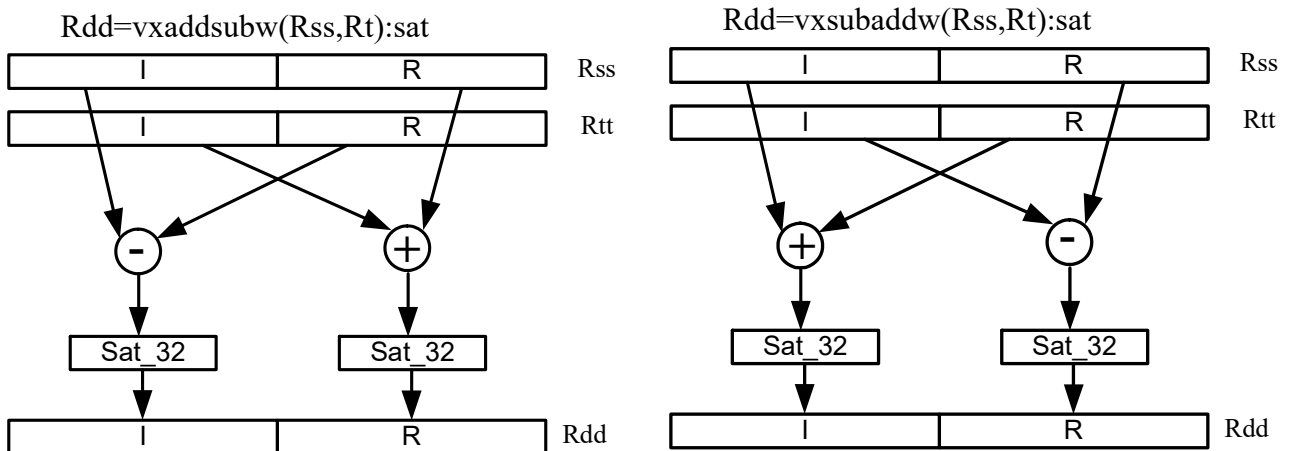 Rdd=vxaddsubw(Rss,Rt):sat
I R Rss
I R Rtt
- +
Sat_32 Sat_32
I R Rdd
Rdd=vxsubaddw(Rss,Rt):sat
I R Rss
I R Rtt
+ -
Sat_32 Sat_32
I R Rdd